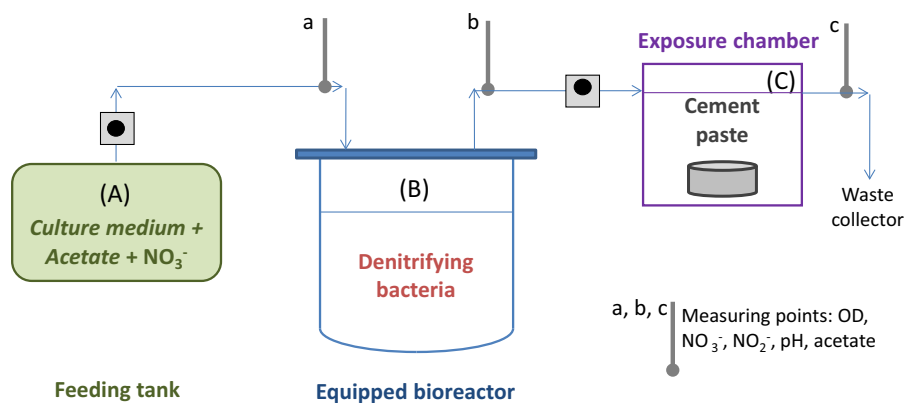 a
b
c
Exposure chamber
(C)
Cement
paste
(A)
Culture medium +
Acetate + NO₃⁻
(B)
Denitrifying
bacteria
Waste
collector
a, b, c
Measuring points: OD,
NO₃⁻, NO₂⁻, pH, acetate
Feeding tank
Equipped bioreactor